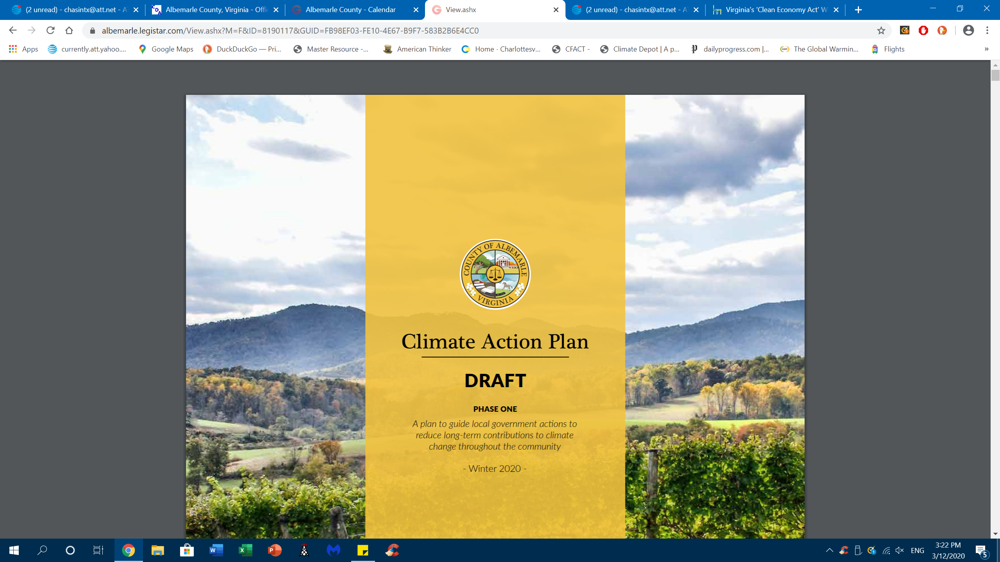 (2 unread) - chasintx@att.net - A
Albemarle County, Virginia - Offi
Albemarle County - Calendar
View.ashx
(2 unread) - chasintx@att.net - A
Virginia's 'Clean Economy Act' W
albemarle.legistar.com/View.ashx?M=F&ID=8190117&GUID=FB98EF03-FE10-4E67-B9F7-583B2B6E4CC0
Apps
currently.att.yahoo....
Google Maps
DuckDuckGo — Pri...
Master Resource -...
American Thinker
Home · Charlottesv...
CFACT -
Climate Depot | A p...
dailyprogress.com |...
The Global Warmin...
Flights
»
COUNTY OF ALBEMARLE
VIRGINIA
Climate Action Plan
DRAFT
PHASE ONE
A plan to guide local government actions to
reduce long-term contributions to climate
change throughout the community
- Winter 2020 -
ENG
3:22 PM
3/12/2020
5